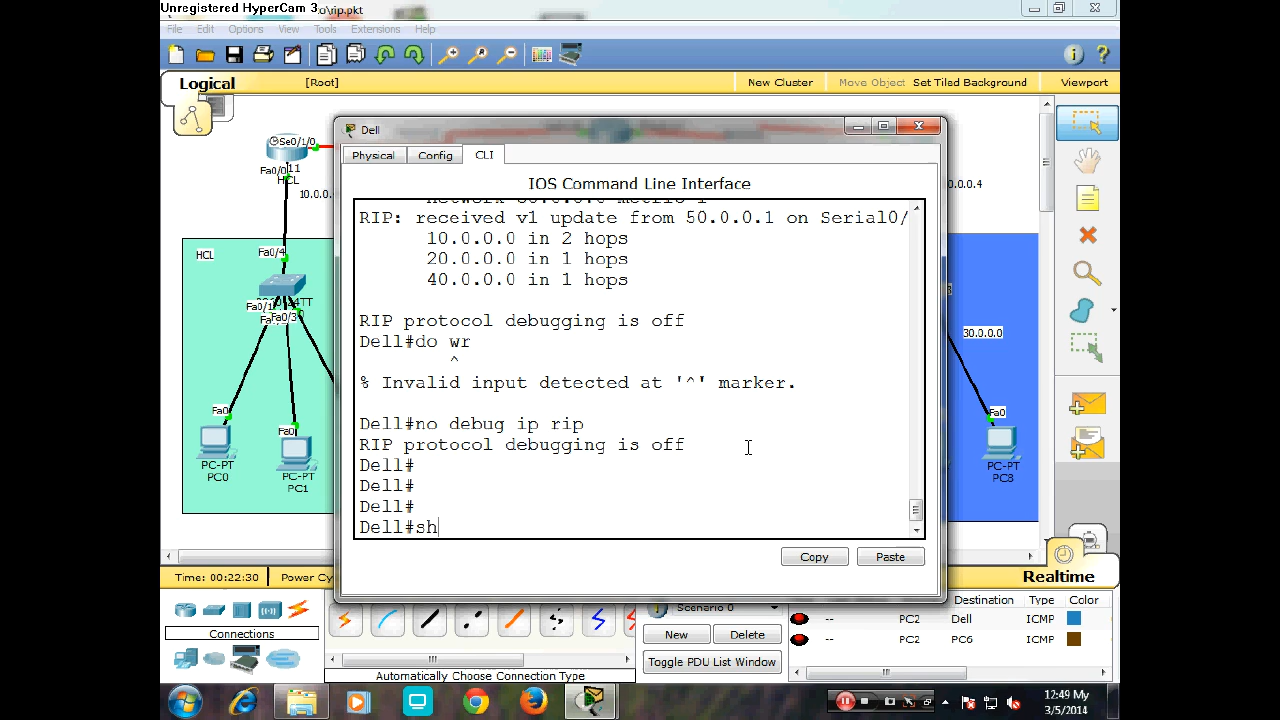 Unregistered HyperCam 3
o\rip.pkt
File Edit Options View Tools Extensions Help
Logical
[Root]
New Cluster
Move Object
Set Tiled Background
Viewport
Se0/1/0
Fa0/0
HCL
10.0.0.
HCL
Fa0/4
Fa0/1
Fa0/3
Fa0
PC-PT
PC0
Fa0
PC-PT
PC1
0.0.0.4
30.0.0.0
Fa0
PC-PT
PC8
Dell
Physical
Config
CLI
IOS Command Line Interface
RIP: received v1 update from 50.0.0.1 on Serial0/
10.0.0.0 in 2 hops
20.0.0.0 in 1 hops
40.0.0.0 in 1 hops
RIP protocol debugging is off
Dell#do wr
^
% Invalid input detected at '^' marker.
Dell#no debug ip rip
RIP protocol debugging is off
Dell#
Dell#
Dell#
Dell#sh
Copy
Paste
Time: 00:22:30
Power Cy
Realtime
Connections
Automatically Choose Connection Type
Scenario 0
New
Delete
Toggle PDU List Window
Destination Type Color
-- PC2 Dell ICMP
-- PC2 PC6 ICMP
12:49 My
3/5/2014